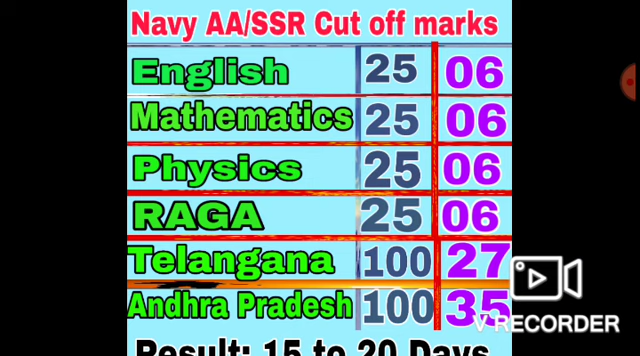 Navy AA/SSR Cut off marks
English 25 06
Mathematics 25 06
Physics 25 06
RAGA 25 06
Telangana 100 27
Andhra Pradesh 100 35
V RECORDER
Result: 15 to 20 Days